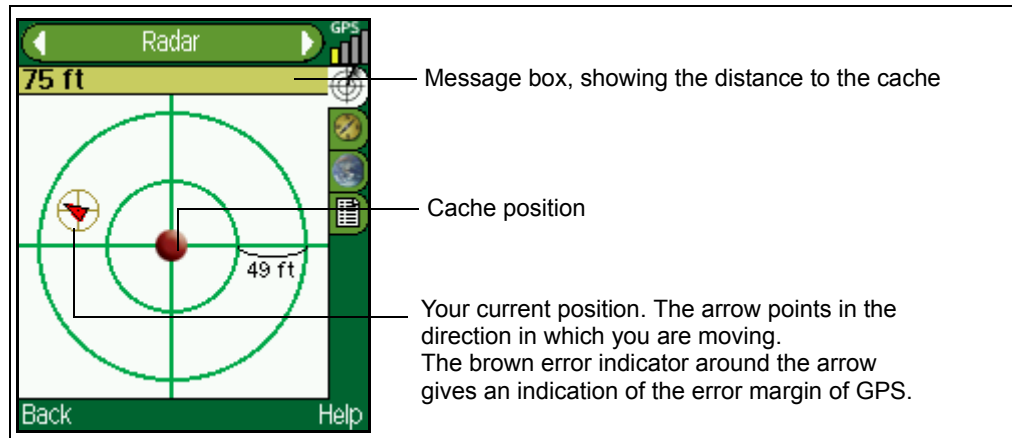 Radar
GPS
75 ft
Message box, showing the distance to the cache
Cache position
49 ft
Your current position. The arrow points in the
direction in which you are moving.
The brown error indicator around the arrow
gives an indication of the error margin of GPS.
Back
Help